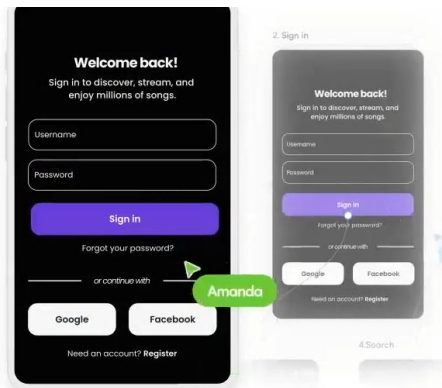 Welcome back!
Sign in to discover, stream, and
enjoy millions of songs.
Username
Password
Sign in
Forgot your password?
or continue with
Amanda
Google
Facebook
Need an account? Register
2. Sign in
Welcome back!
Sign in to discover, stream, and
enjoy millions of songs.
Username
Password
Sign in
Forgot your password?
or continue with
Google
Facebook
Need an account? Register
4.Search